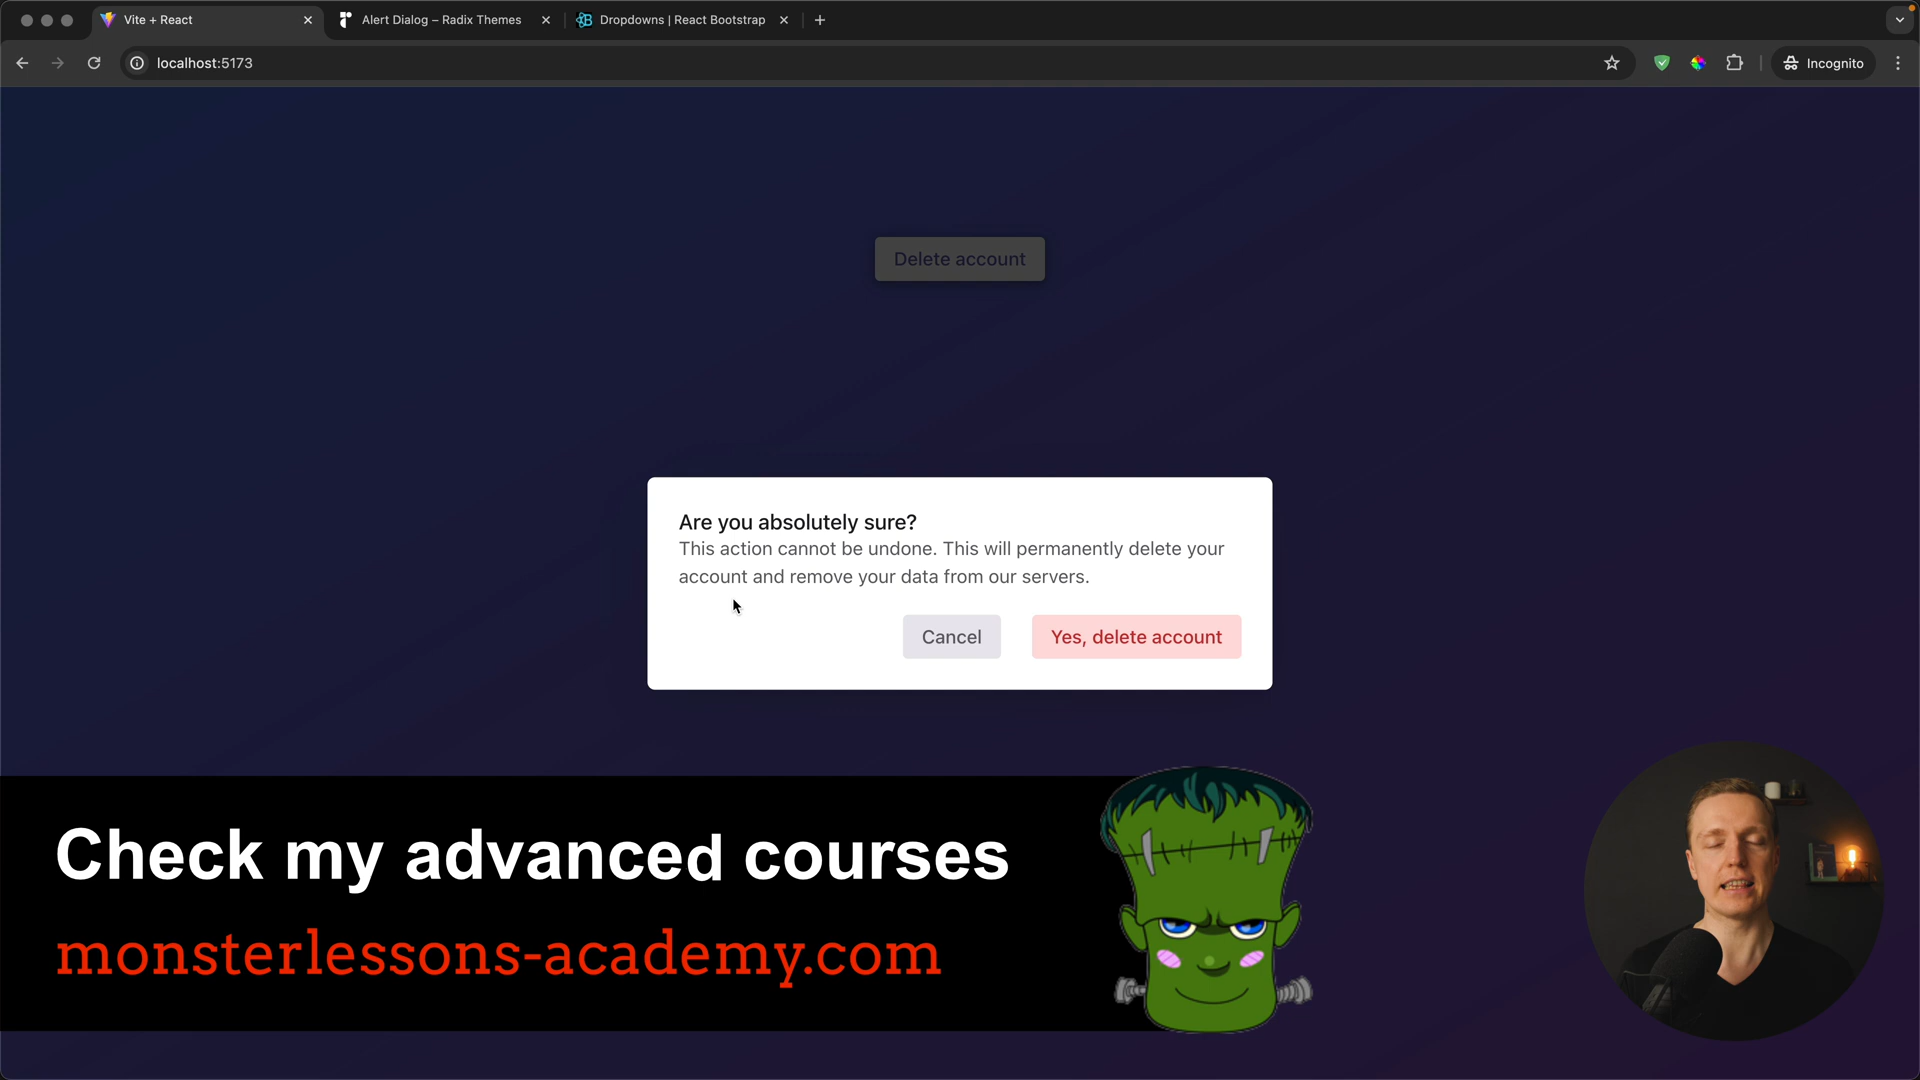 Vite + React
Alert Dialog – Radix Themes
Dropdowns | React Bootstrap
localhost:5173
Incognito
Delete account
Are you absolutely sure?
This action cannot be undone. This will permanently delete your
account and remove your data from our servers.
Cancel
Yes, delete account
Check my advanced courses
monsterlessons-academy.com